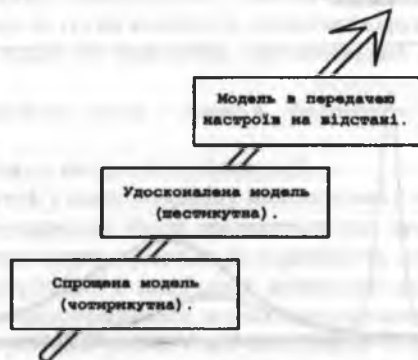 Модель в передачею
настроїв на відстані.
Удосконалена модель
(шестикутна).
Спрощена модель
(чотирикутна).